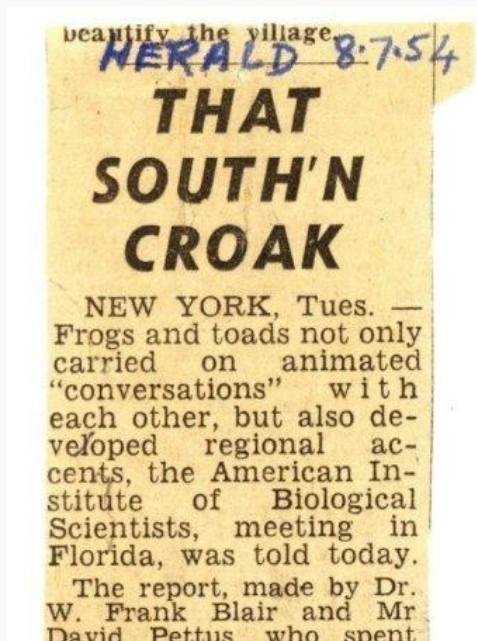 beautify the village.
HERALD 8.7.54
THAT
SOUTH'N
CROAK
NEW YORK, Tues. —
Frogs and toads not only
carried on animated
"conversations" with
each other, but also de-
veloped regional ac-
cents, the American In-
stitute of Biological
Scientists, meeting in
Florida, was told today.
The report, made by Dr.
W. Frank Blair and Mr
David Pettus who spent